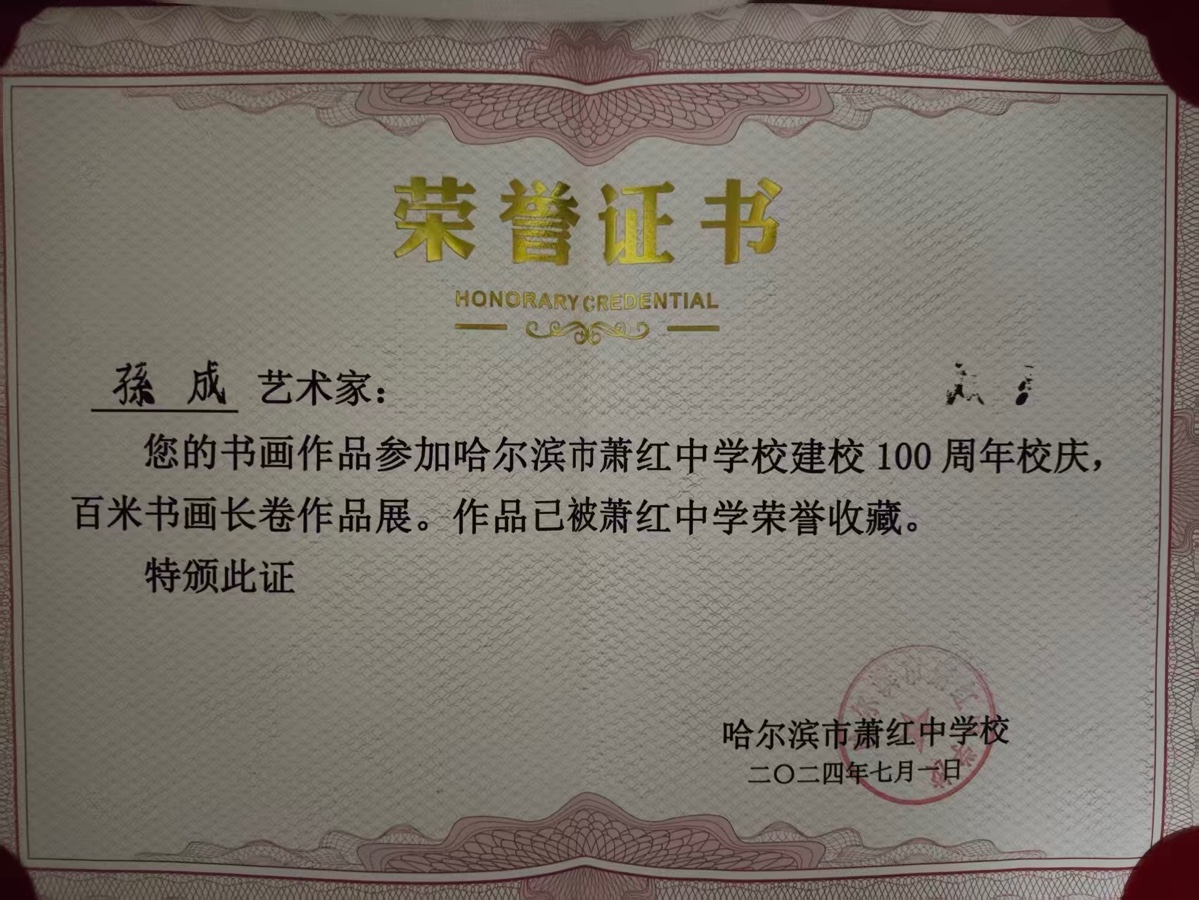 荣誉证书
HONORARY CREDENTIAL
孫 成 艺术家：
您的书画作品参加哈尔滨市萧红中学校建校100周年校庆，
百米书画长卷作品展。作品已被萧红中学荣誉收藏。
特颁此证
哈尔滨市萧红中学校
二〇二四年七月一日